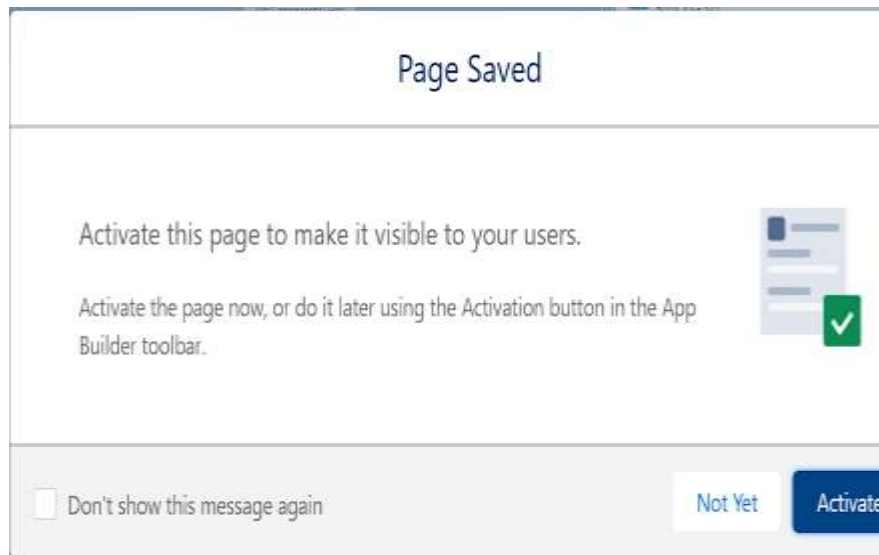 Page Saved
Activate this page to make it visible to your users.
Activate the page now, or do it later using the Activation button in the App
Builder toolbar.
Don't show this message again
Not Yet
Activate